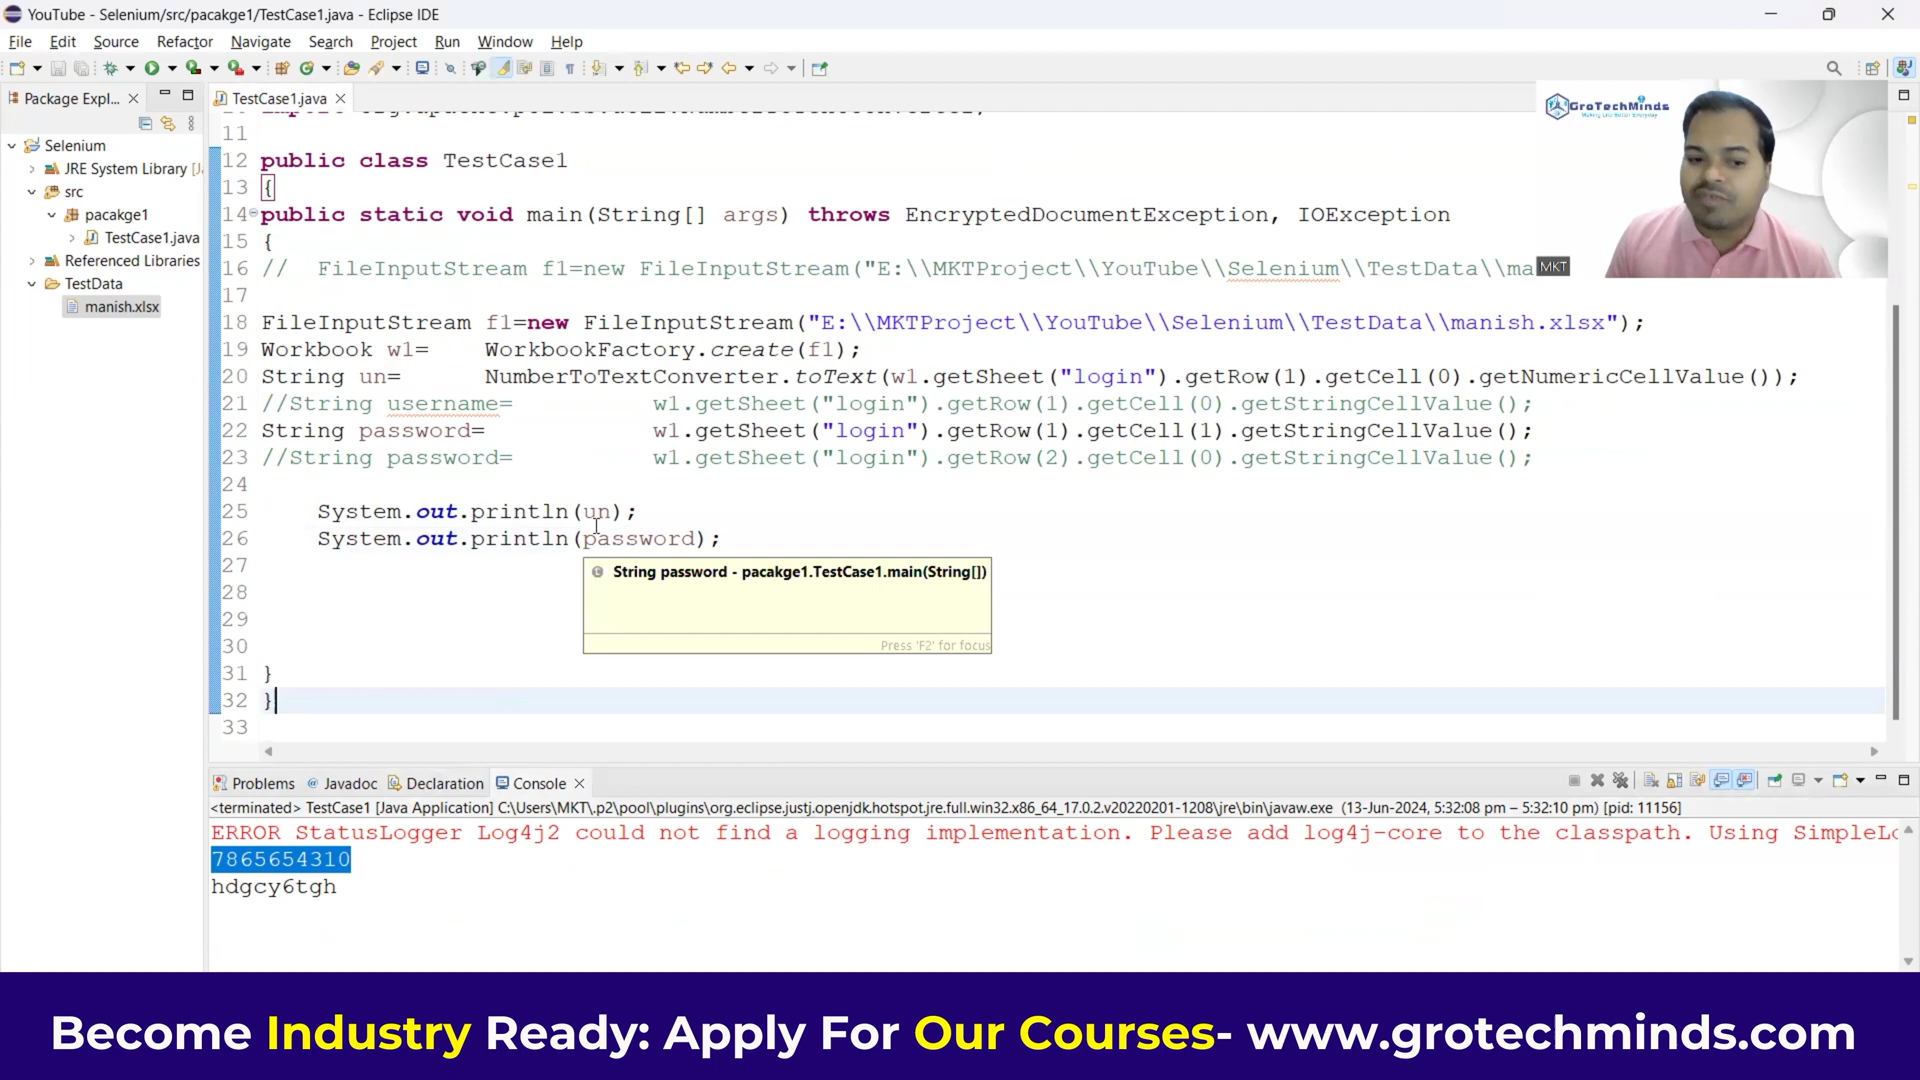 YouTube - Selenium/src/pacakge1/TestCase1.java - Eclipse IDE
File Edit Source Refactor Navigate Search Project Run Window Help
Package Expl...
TestCase1.java
Selenium
JRE System Library [J
src
pacakge1
TestCase1.java
Referenced Libraries
TestData
manish.xlsx
GroTechMinds
Making Life Better Everyday
MKT
11
12 public class TestCase1
13 {
14 public static void main(String[] args) throws EncryptedDocumentException, IOException
15 {
16 // FileInputStream f1=new FileInputStream("E:\\MKTProject\\YouTube\\Selenium\\TestData\\ma
17
18 FileInputStream f1=new FileInputStream("E:\\MKTProject\\YouTube\\Selenium\\TestData\\manish.xlsx");
19 Workbook w1= WorkbookFactory.create(f1);
20 String un= NumberToTextConverter.toText(w1.getSheet("login").getRow(1).getCell(0).getNumericCellValue());
21 //String username= w1.getSheet("login").getRow(1).getCell(0).getStringCellValue();
22 String password= w1.getSheet("login").getRow(1).getCell(1).getStringCellValue();
23 //String password= w1.getSheet("login").getRow(2).getCell(0).getStringCellValue();
24
25 System.out.println(un);
26 System.out.println(password);
27
28
29
30
31 }
32 }
33
String password - pacakge1.TestCase1.main(String[])
Press 'F2' for focus
Problems Javadoc Declaration Console
<terminated> TestCase1 [Java Application] C:\Users\MKT\.p2\pool\plugins\org.eclipse.justj.openjdk.hotspot.jre.full.win32.x86_64_17.0.2.v20220201-1208\jre\bin\javaw.exe (13-Jun-2024, 5:32:08 pm – 5:32:10 pm) [pid: 11156]
ERROR StatusLogger Log4j2 could not find a logging implementation. Please add log4j-core to the classpath. Using SimpleLo
7865654310
hdgcy6tgh
Become Industry Ready: Apply For Our Courses- www.grotechminds.com